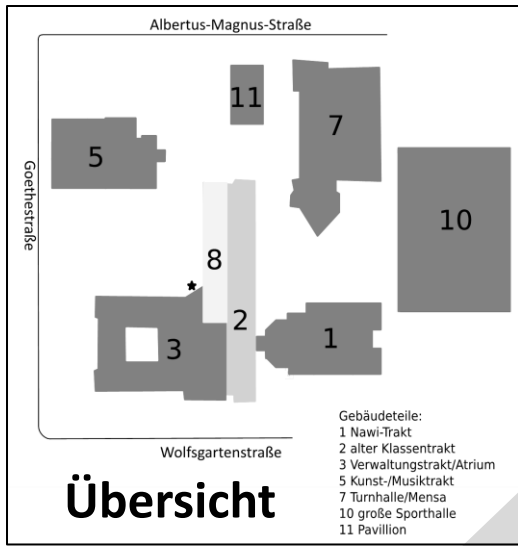 Albertus-Magnus-Straße
11
7
5
Goethestraße
10
8
2
1
3
Gebäudeteile:
1 Nawi-Trakt
2 alter Klassentrakt
3 Verwaltungstrakt/Atrium
5 Kunst-/Musiktrakt
7 Turnhalle/Mensa
10 große Sporthalle
11 Pavillion
Wolfsgartenstraße
Übersicht